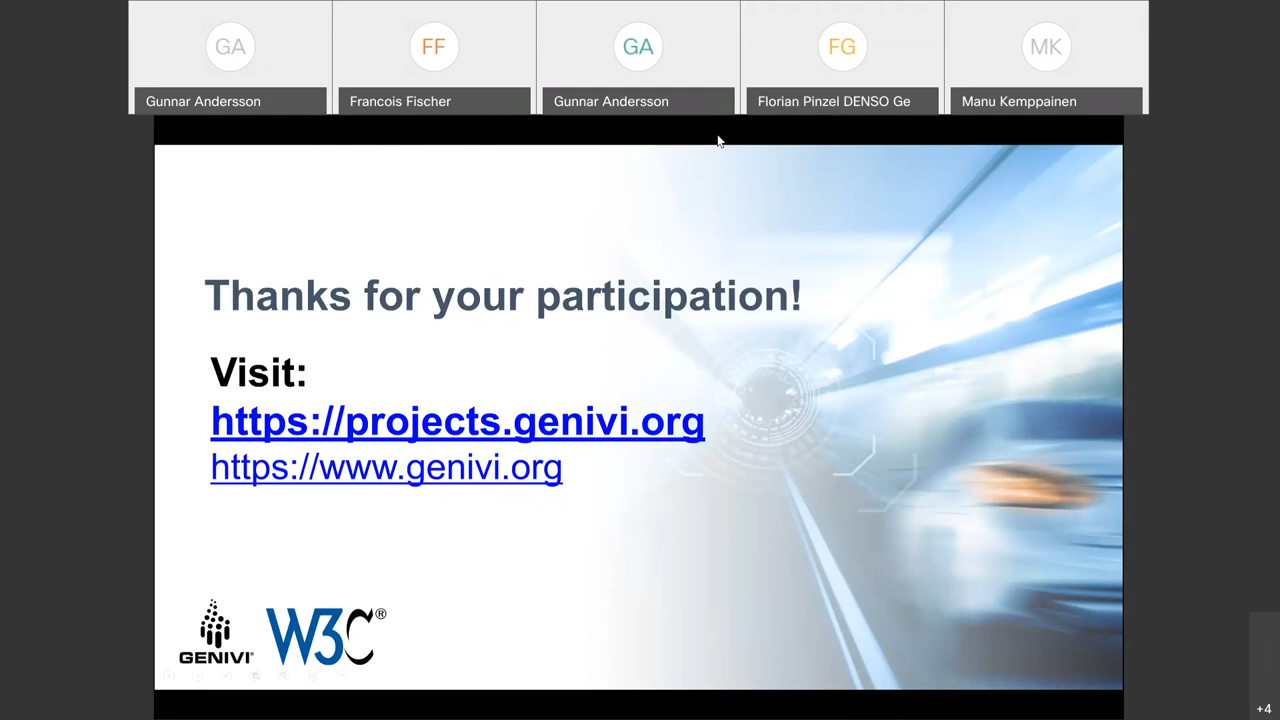 GA
FF
GA
FG
MK
Gunnar Andersson
Francois Fischer
Gunnar Andersson
Florian Pinzel DENSO Ge
Manu Kemppainen
Thanks for your participation!
Visit:
https://projects.genivi.org
https://www.genivi.org
GENIVI®
W3C®
+4